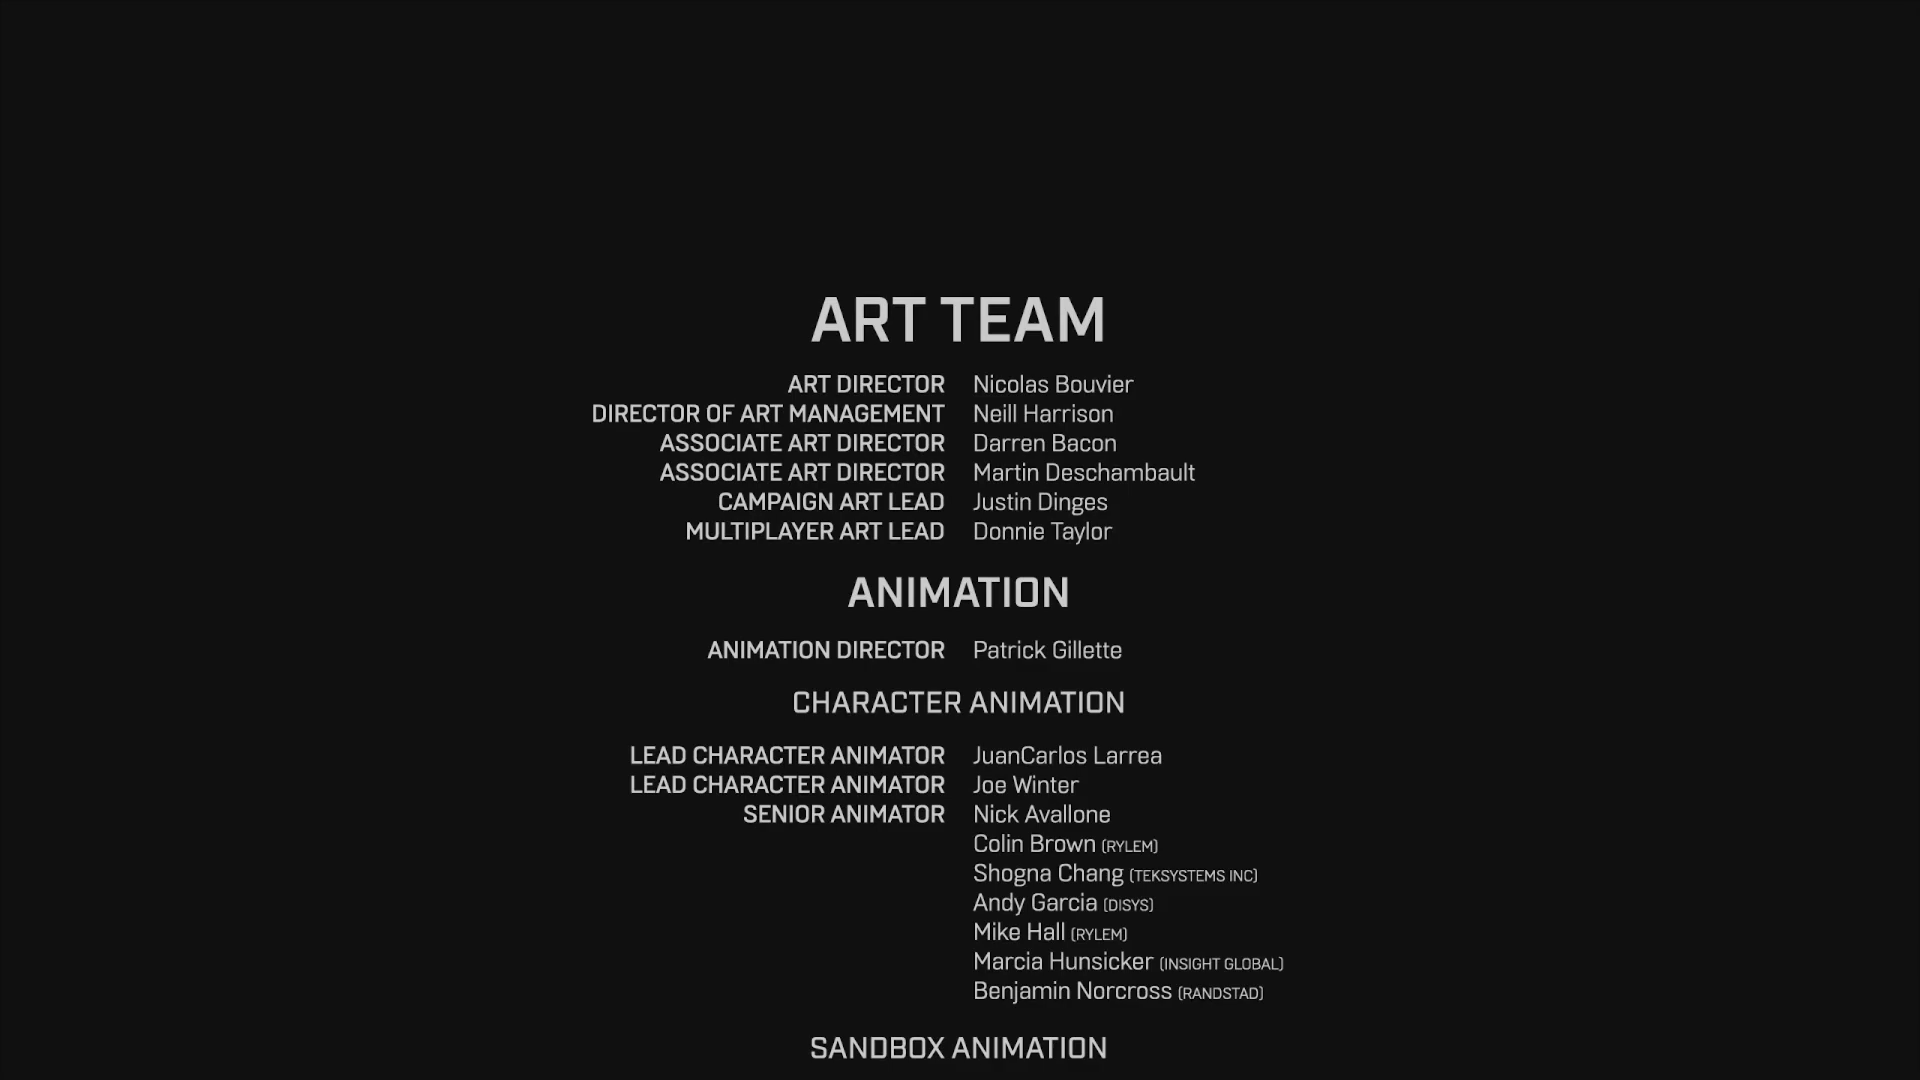 ART TEAM
ART DIRECTOR Nicolas Bouvier
DIRECTOR OF ART MANAGEMENT Neill Harrison
ASSOCIATE ART DIRECTOR Darren Bacon
ASSOCIATE ART DIRECTOR Martin Deschambault
CAMPAIGN ART LEAD Justin Dinges
MULTIPLAYER ART LEAD Donnie Taylor
ANIMATION
ANIMATION DIRECTOR Patrick Gillette
CHARACTER ANIMATION
LEAD CHARACTER ANIMATOR JuanCarlos Larrea
LEAD CHARACTER ANIMATOR Joe Winter
SENIOR ANIMATOR Nick Avallone
Colin Brown (RYLEM)
Shogna Chang (TEKSYSTEMS INC)
Andy Garcia (DISYS)
Mike Hall (RYLEM)
Marcia Hunsicker (INSIGHT GLOBAL)
Benjamin Norcross (RANDSTAD)
SANDBOX ANIMATION